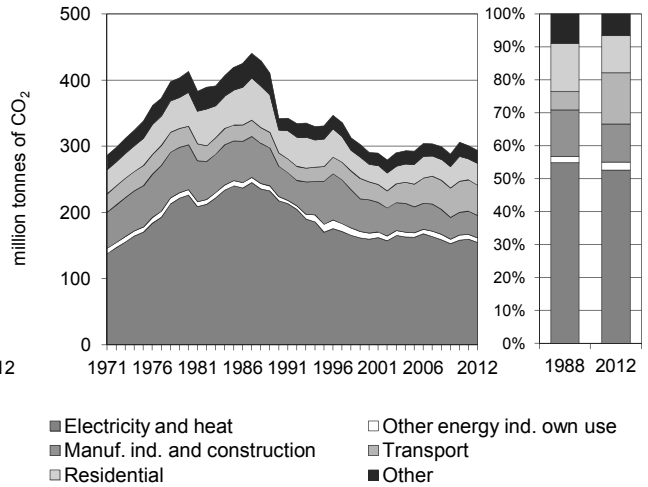 million tonnes of CO2
500
400
300
200
100
0
1971 1976 1981 1986 1991 1996 2001 2006 2012
12
100%
90%
80%
70%
60%
50%
40%
30%
20%
10%
0%
1988 2012
Electricity and heat
Other energy ind. own use
Manuf. ind. and construction
Transport
Residential
Other